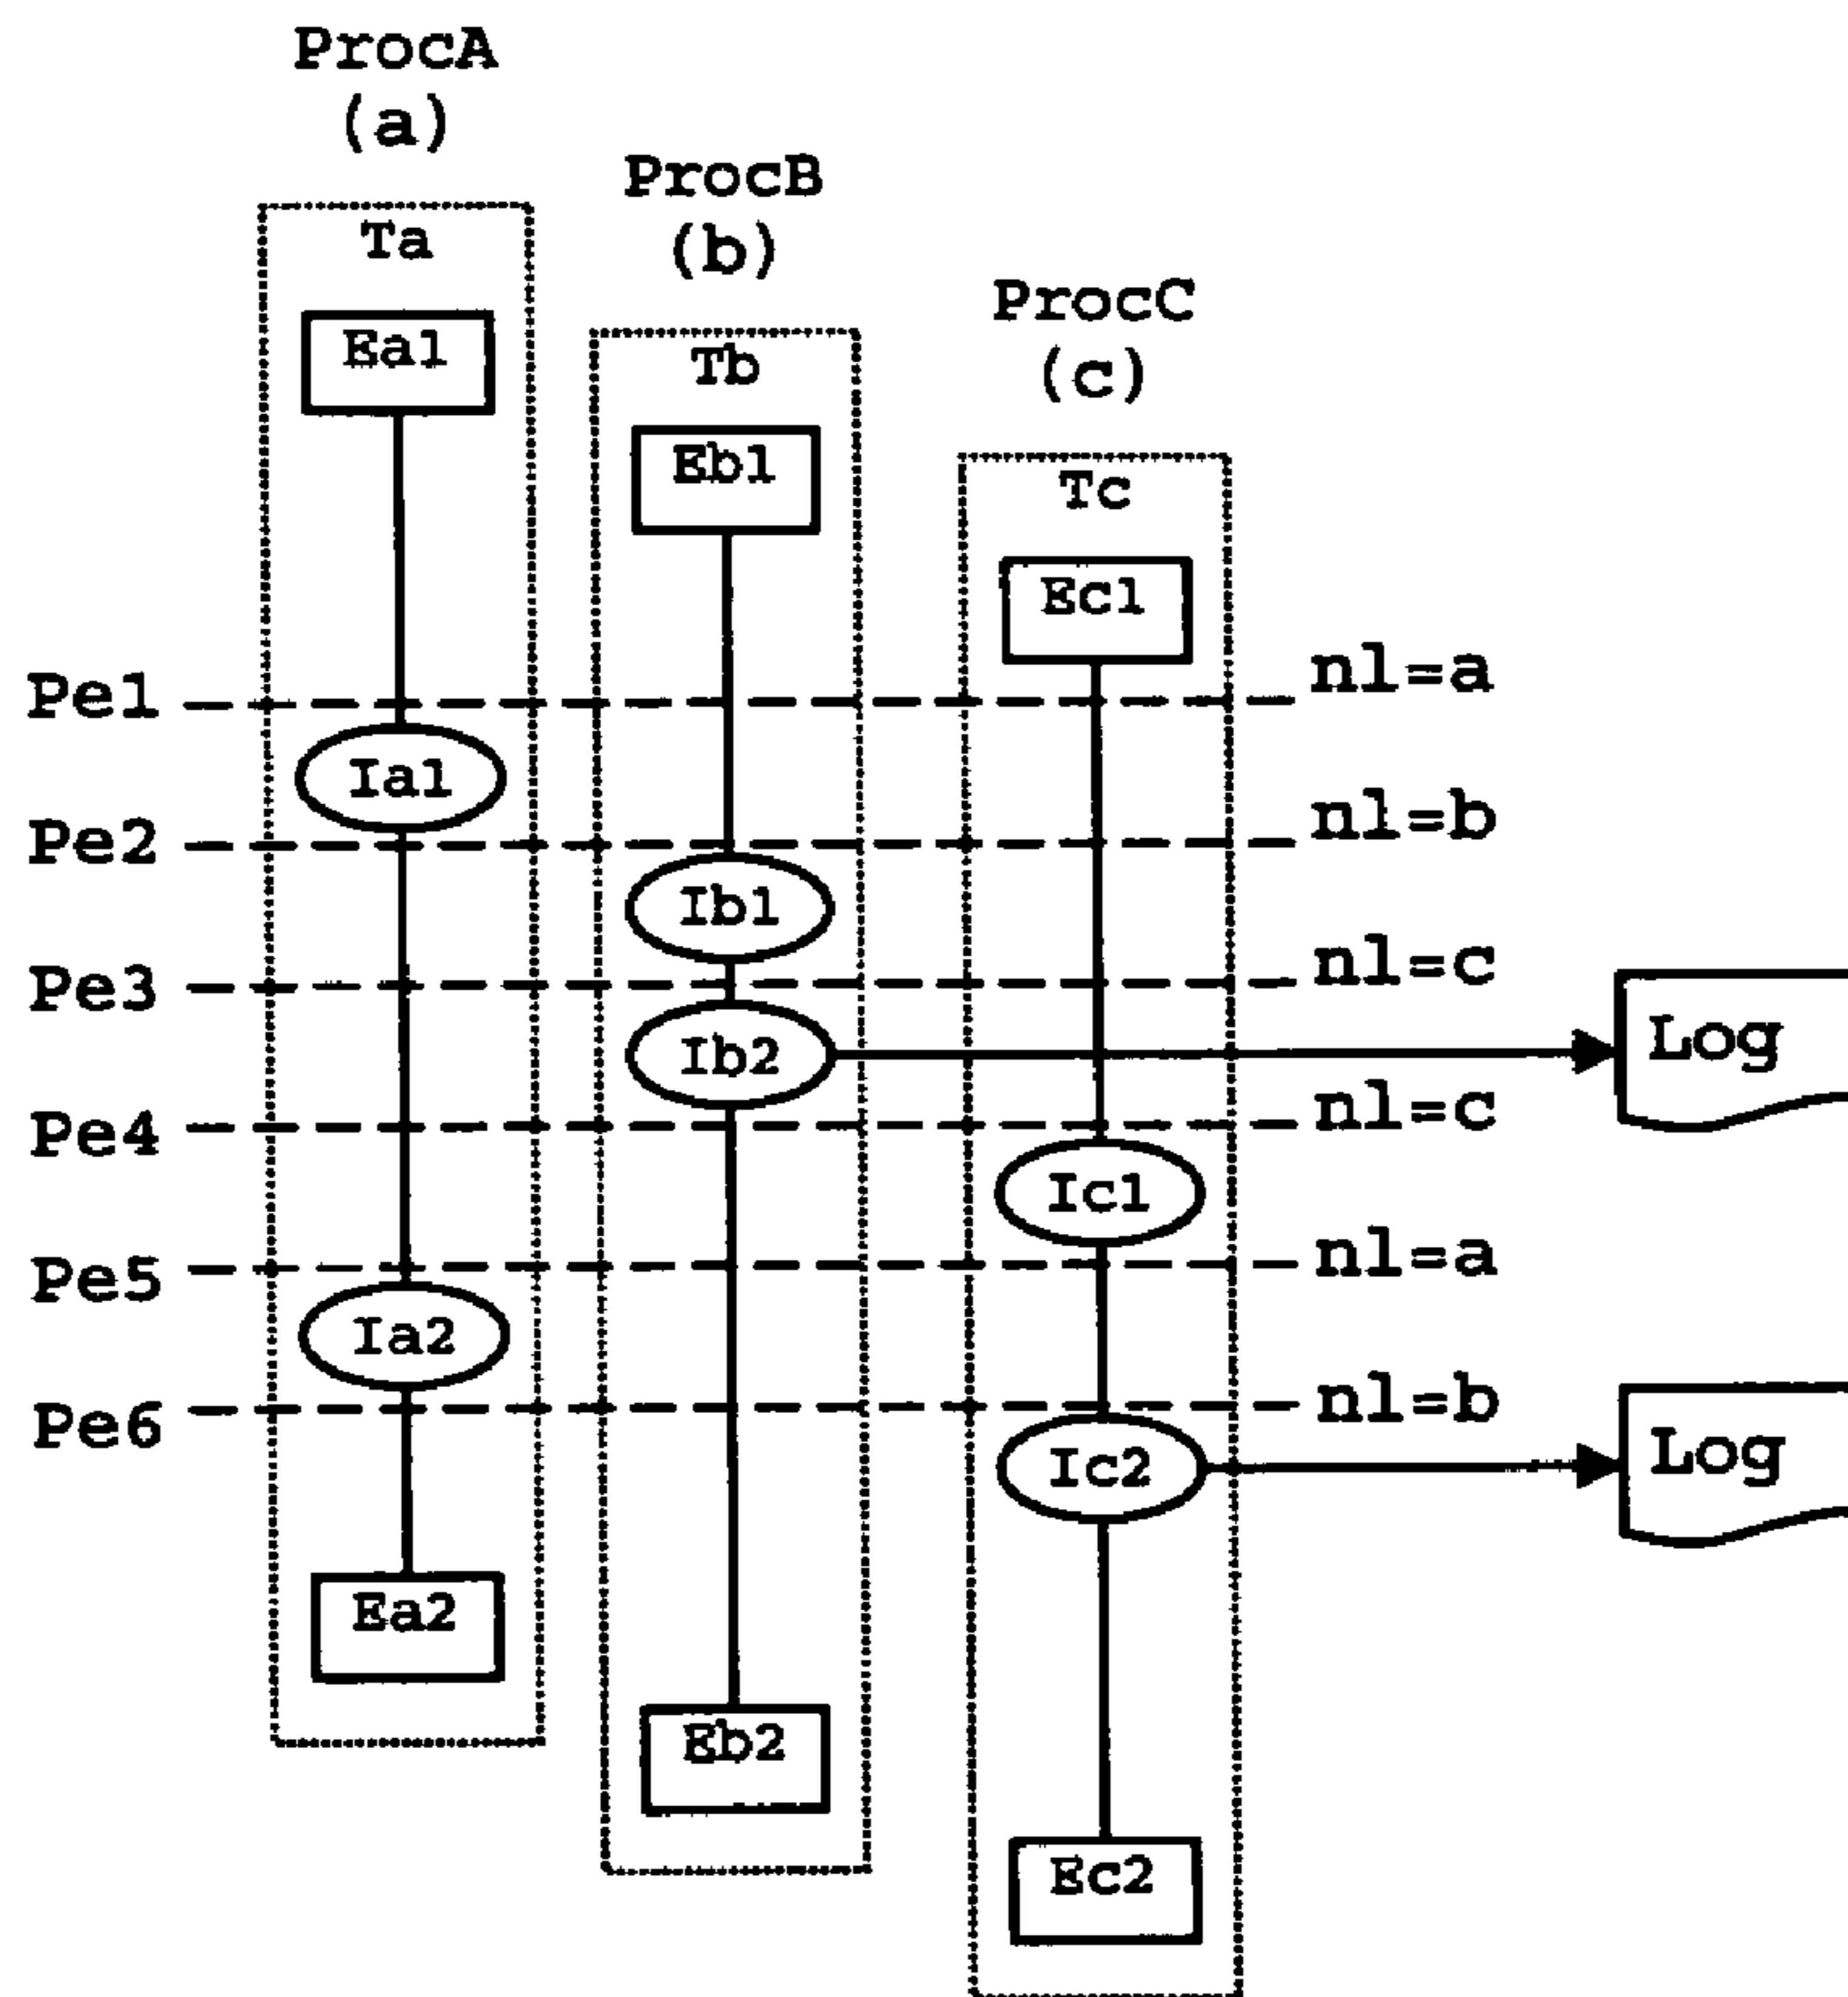 ProcA
(a)
ProcB
(b)
Ta
ProcC
(c)
Ea1
Tb
Eb1
Tc
Ec1
Pe1
nl=a
Ia1
Pe2
nl=b
Ib1
Pe3
nl=c
Ib2
Log
Pe4
nl=c
Ic1
Pe5
nl=a
Ia2
Pe6
nl=b
Ic2
Log
Ea2
Eb2
Ec2